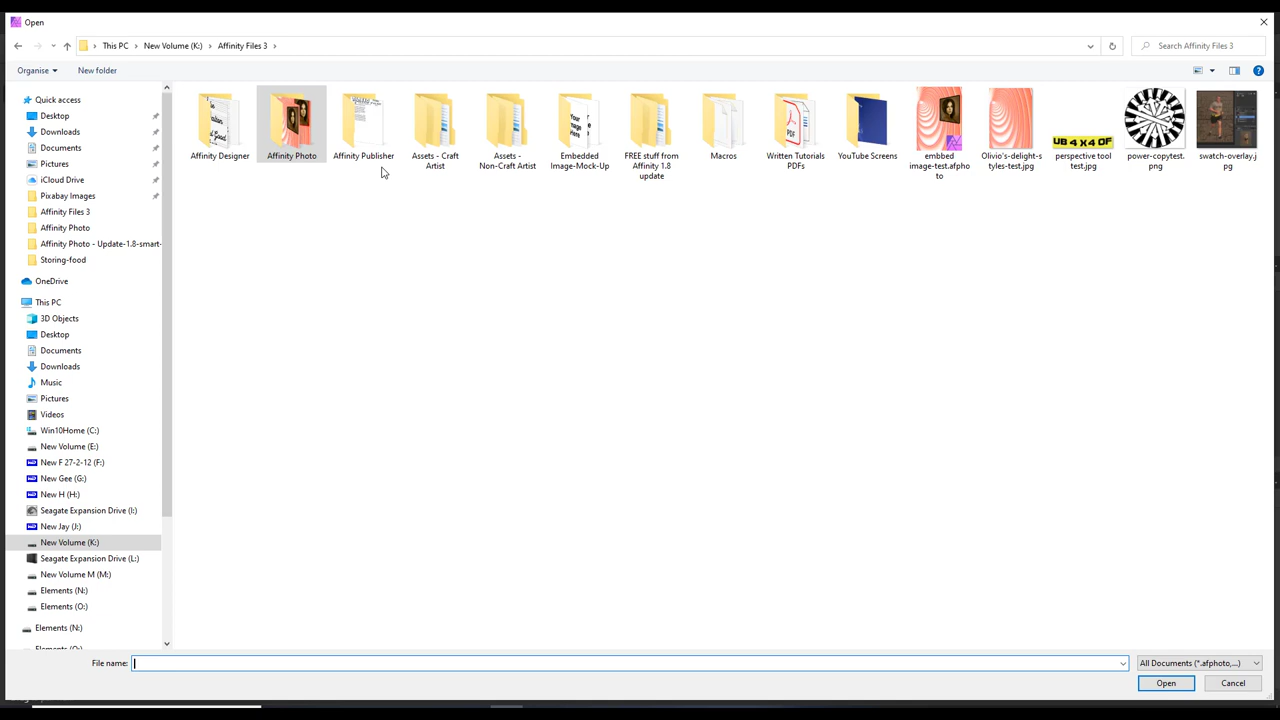 Open
This PC > New Volume (K:) > Affinity Files 3 >
Search Affinity Files 3
Organise
New folder
Quick access
Desktop
Downloads
Documents
Pictures
iCloud Drive
Pixabay Images
Affinity Files 3
Affinity Photo
Affinity Photo - Update-1.8-smart-
Storing-food
OneDrive
This PC
3D Objects
Desktop
Documents
Downloads
Music
Pictures
Videos
Win10Home (C:)
New Volume (E:)
New F 27-2-12 (F:)
New Gee (G:)
New H (H:)
Seagate Expansion Drive (I:)
New Jay (J:)
New Volume (K:)
Seagate Expansion Drive (L:)
New Volume M (M:)
Elements (N:)
Elements (O:)
Elements (N:)
Elements (O:)
Affinity Designer
Affinity Photo
Affinity Publisher
Assets - Craft
Artist
Assets -
Non-Craft Artist
Embedded
Image-Mock-Up
FREE stuff from
Affinity 1.8
update
Macros
PDF
Written Tutorials
PDFs
YouTube Screens
embbed
image-test.afpho
to
Olivio's-delight-s
tyles-test.jpg
UB 4 X4 OF
perspective tool
test.jpg
power-copytest.
png
swatch-overlay.j
pg
File name:
All Documents (*.afphoto,...)
Open
Cancel